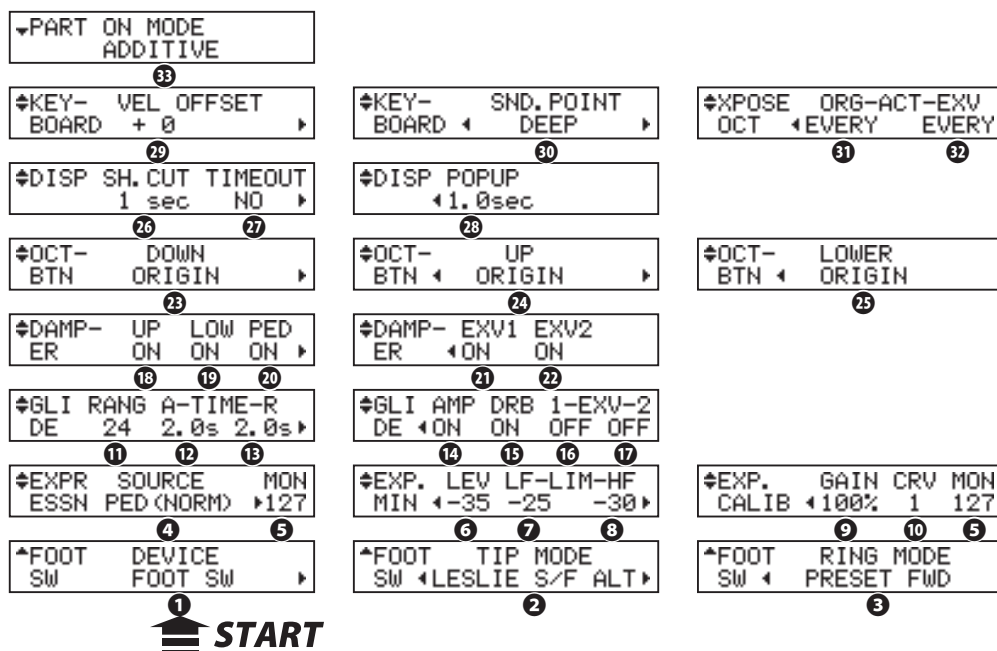 PART ON MODE
ADDITIVE
33
KEY- VEL OFFSET
BOARD + 0
29
KEY- SND.POINT
BOARD DEEP
30
XPOSE ORG-ACT-EXV
OCT EVERY EVERY
31 32
DISP SH.CUT TIMEOUT
1 sec NO
26 27
DISP POPUP
1.0sec
28
OCT- DOWN
BTN ORIGIN
23
OCT- UP
BTN ORIGIN
24
OCT- LOWER
BTN ORIGIN
25
DAMP- UP LOW PED
ER ON ON ON
18 19 20
DAMP- EXV1 EXV2
ER ON ON
21 22
GLI RANG A-TIME-R
DE 24 2.0s 2.0s
11 12 13
GLI AMP DRB 1-EXV-2
DE ON ON OFF OFF
14 15 16 17
EXPR SOURCE MON
ESSN PED(NORM) 127
4 5
EXP. LEV LF-LIM-HF
MIN -35 -25 -30
6 7 8
EXP. GAIN CRV MON
CALIB 100% 1 127
9 10 5
FOOT DEVICE
SW FOOT SW
1
FOOT TIP MODE
SW LESLIE S/F ALT
2
FOOT RING MODE
SW PRESET FWD
3
START